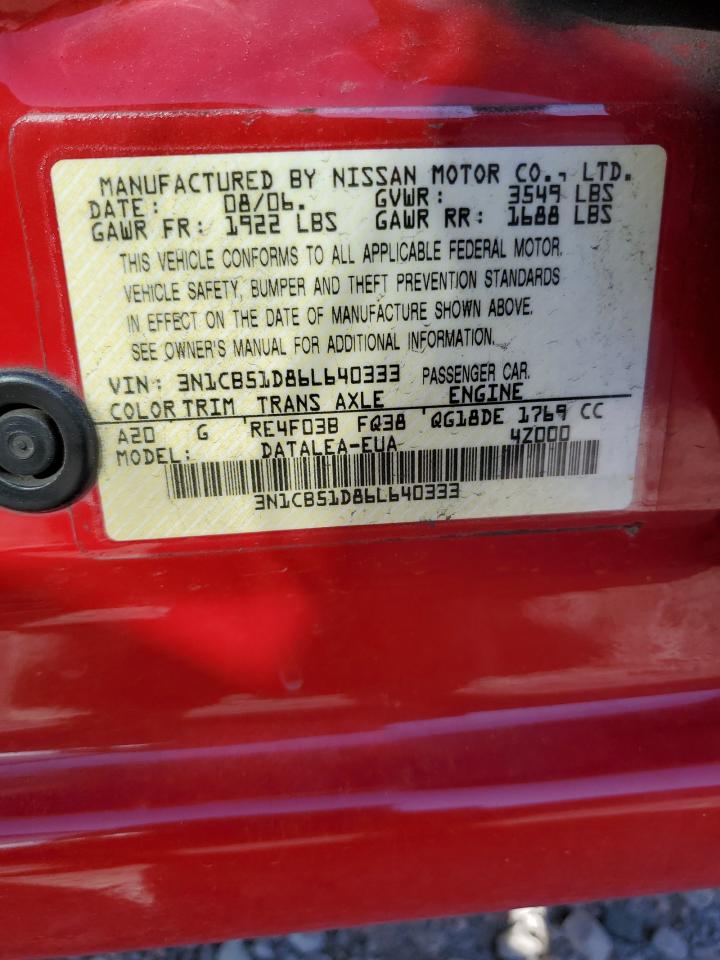 MANUFACTURED BY NISSAN MOTOR CO., LTD.
DATE: 08/06. GVWR: 3549 LBS
GAWR FR: 1922 LBS GAWR RR: 1688 LBS
THIS VEHICLE CONFORMS TO ALL APPLICABLE FEDERAL MOTOR
VEHICLE SAFETY, BUMPER AND THEFT PREVENTION STANDARDS
IN EFFECT ON THE DATE OF MANUFACTURE SHOWN ABOVE.
SEE OWNER'S MANUAL FOR ADDITIONAL INFORMATION.
VIN: 3N1CB51D86L640333 PASSENGER CAR.
COLOR TRIM TRANS AXLE ENGINE
A20 G RE4F03B FQ38 QG18DE 1769 CC
MODEL: DATALEA-EUA 4Z000
3N1CB51D86L640333